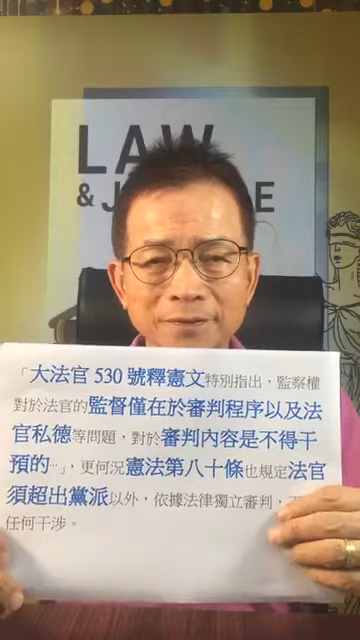 LAW
& J
E
「大法官 530 號釋憲文特別指出，監察權
對於法官的監督僅在於審判程序以及法
官私德等問題，對於審判內容是不得干
預的…」，更何況憲法第八十條也規定法官
須超出黨派以外，依據法律獨立審判，
任何干涉。